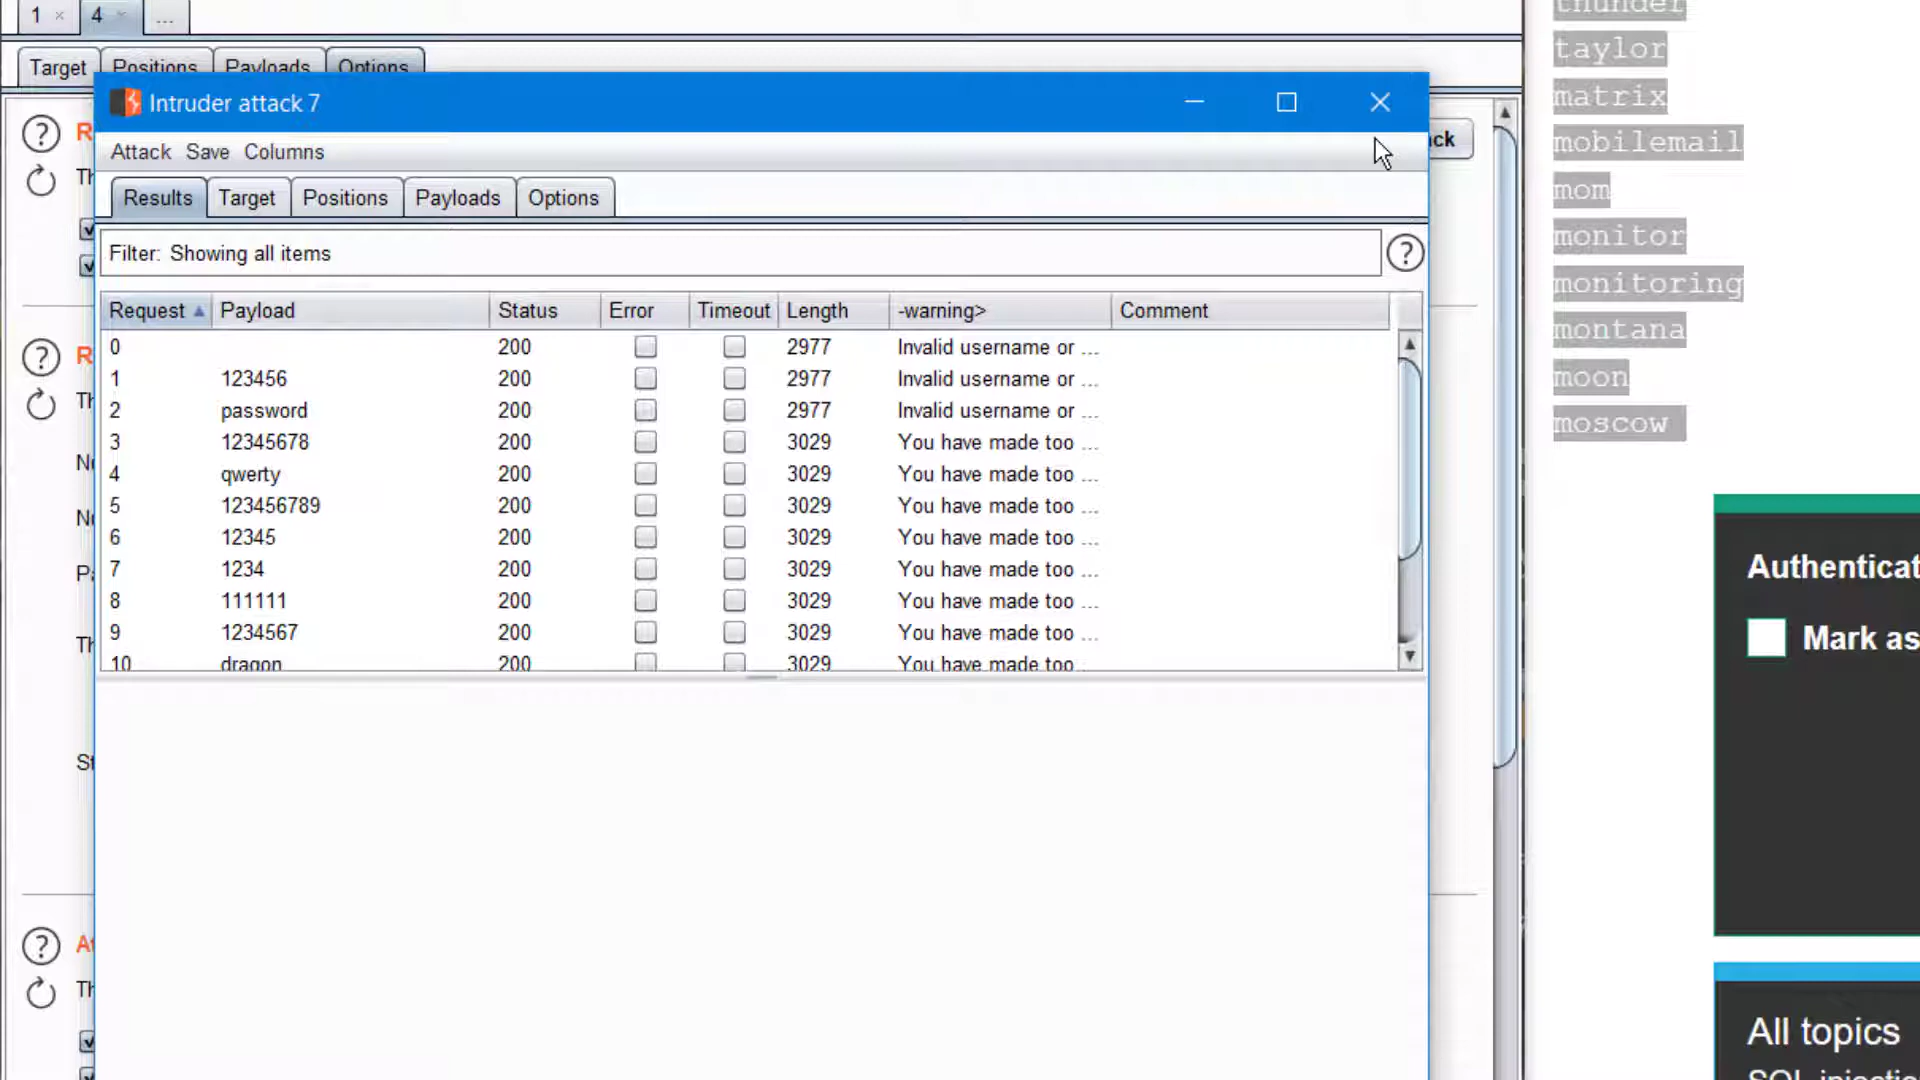 1 × 4 ...
Target Positions Payloads Options
Intruder attack 7
Attack Save Columns
Results Target Positions Payloads Options
Filter: Showing all items
Request Payload Status Error Timeout Length -warning> Comment
0 200 2977 Invalid username or ...
1 123456 200 2977 Invalid username or ...
2 password 200 2977 Invalid username or ...
3 12345678 200 3029 You have made too ...
4 qwerty 200 3029 You have made too ...
5 123456789 200 3029 You have made too ...
6 12345 200 3029 You have made too ...
7 1234 200 3029 You have made too ...
8 111111 200 3029 You have made too ...
9 1234567 200 3029 You have made too ...
10 dragon 200 3029 You have made too
thunder
taylor
matrix
mobilemail
mom
monitor
monitoring
montana
moon
moscow
Authenticat
Mark as
All topics